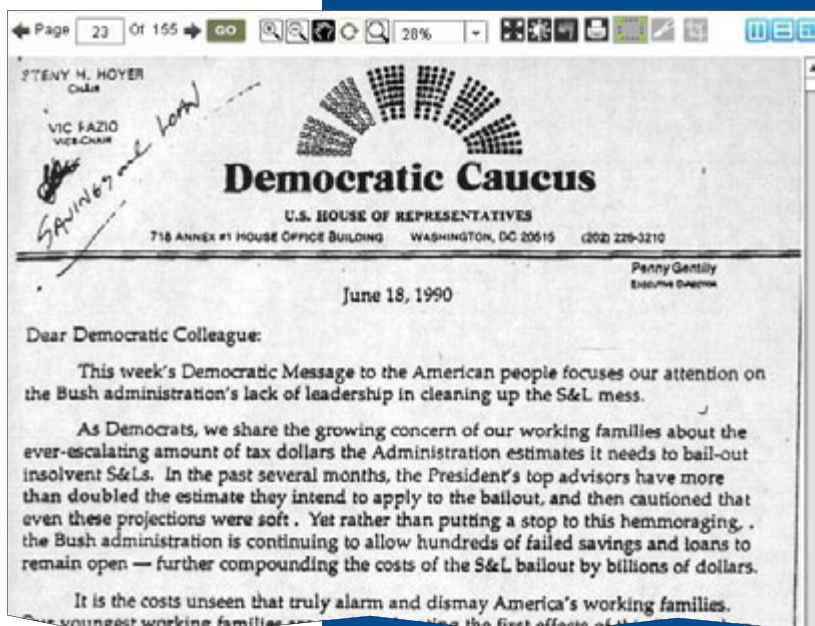 Page 23 Of 155 GO 28%
STENY H. HOYER
CHAIR
VIC FAZIO
VICE-CHAIR
SAVINGS and LOAN
Democratic Caucus
U.S. HOUSE OF REPRESENTATIVES
718 ANNEX #1 HOUSE OFFICE BUILDING WASHINGTON, DC 20515 (202) 226-3210
Penny Gentilly
EXECUTIVE DIRECTOR
June 18, 1990
Dear Democratic Colleague:
This week's Democratic Message to the American people focuses our attention on
the Bush administration's lack of leadership in cleaning up the S&L mess.
As Democrats, we share the growing concern of our working families about the
ever-escalating amount of tax dollars the Administration estimates it needs to bail-out
insolvent S&Ls. In the past several months, the President's top advisors have more
than doubled the estimate they intend to apply to the bailout, and then cautioned that
even these projections were soft . Yet rather than putting a stop to this hemmoraging, .
the Bush administration is continuing to allow hundreds of failed savings and loans to
remain open — further compounding the costs of the S&L bailout by billions of dollars.
It is the costs unseen that truly alarm and dismay America's working families.
youngest working families the first effects of